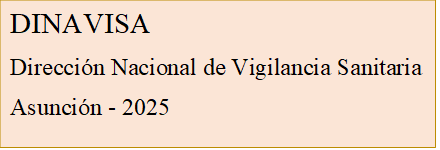 DINAVISA
Dirección Nacional de Vigilancia Sanitaria
Asunción - 2025